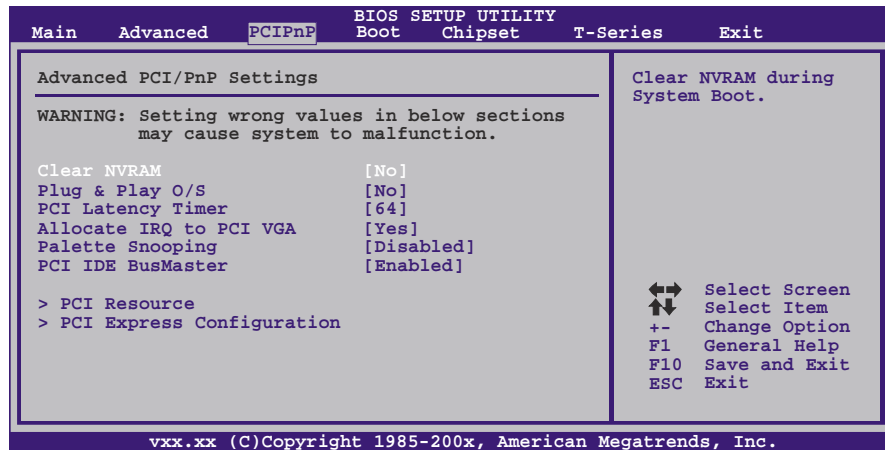 BIOS SETUP UTILITY
Main Advanced PCIPnP Boot Chipset T-Series Exit
Advanced PCI/PnP Settings
WARNING: Setting wrong values in below sections
may cause system to malfunction.
Clear NVRAM [No]
Plug & Play O/S [No]
PCI Latency Timer [64]
Allocate IRQ to PCI VGA [Yes]
Palette Snooping [Disabled]
PCI IDE BusMaster [Enabled]
> PCI Resource
> PCI Express Configuration
Clear NVRAM during
System Boot.
Select Screen
Select Item
+- Change Option
F1 General Help
F10 Save and Exit
ESC Exit
vxx.xx (C)Copyright 1985-200x, American Megatrends, Inc.